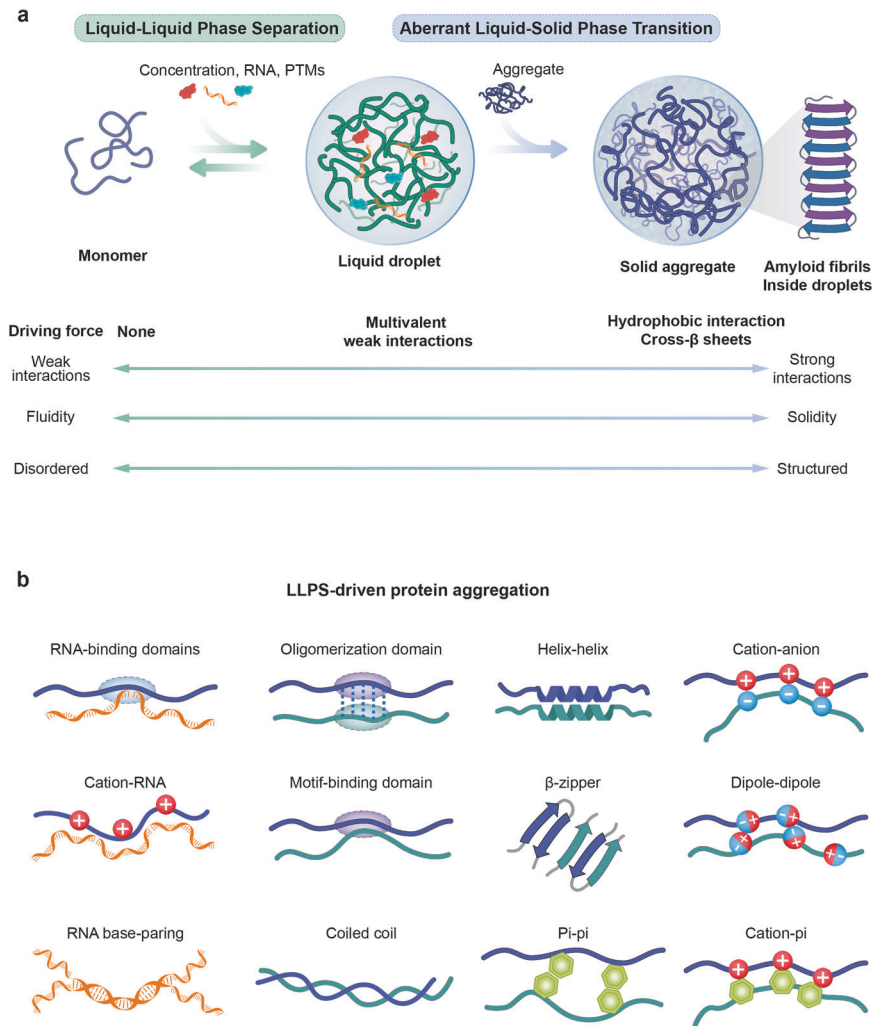 a
Liquid-Liquid Phase Separation
Aberrant Liquid-Solid Phase Transition
Concentration, RNA, PTMs
Aggregate
Monomer
Liquid droplet
Solid aggregate
Amyloid fibrils
Inside droplets
Driving force
None
Multivalent
weak interactions
Hydrophobic interaction
Cross-β sheets
Weak
interactions
Strong
interactions
Fluidity
Solidity
Disordered
Structured
b
LLPS-driven protein aggregation
RNA-binding domains
Oligomerization domain
Helix-helix
Cation-anion
+ + +
- - -
Cation-RNA
Motif-binding domain
β-zipper
Dipole-dipole
+ + +
- + - +
+ - + - + -
RNA base-paring
Coiled coil
Pi-pi
Cation-pi
+ + +